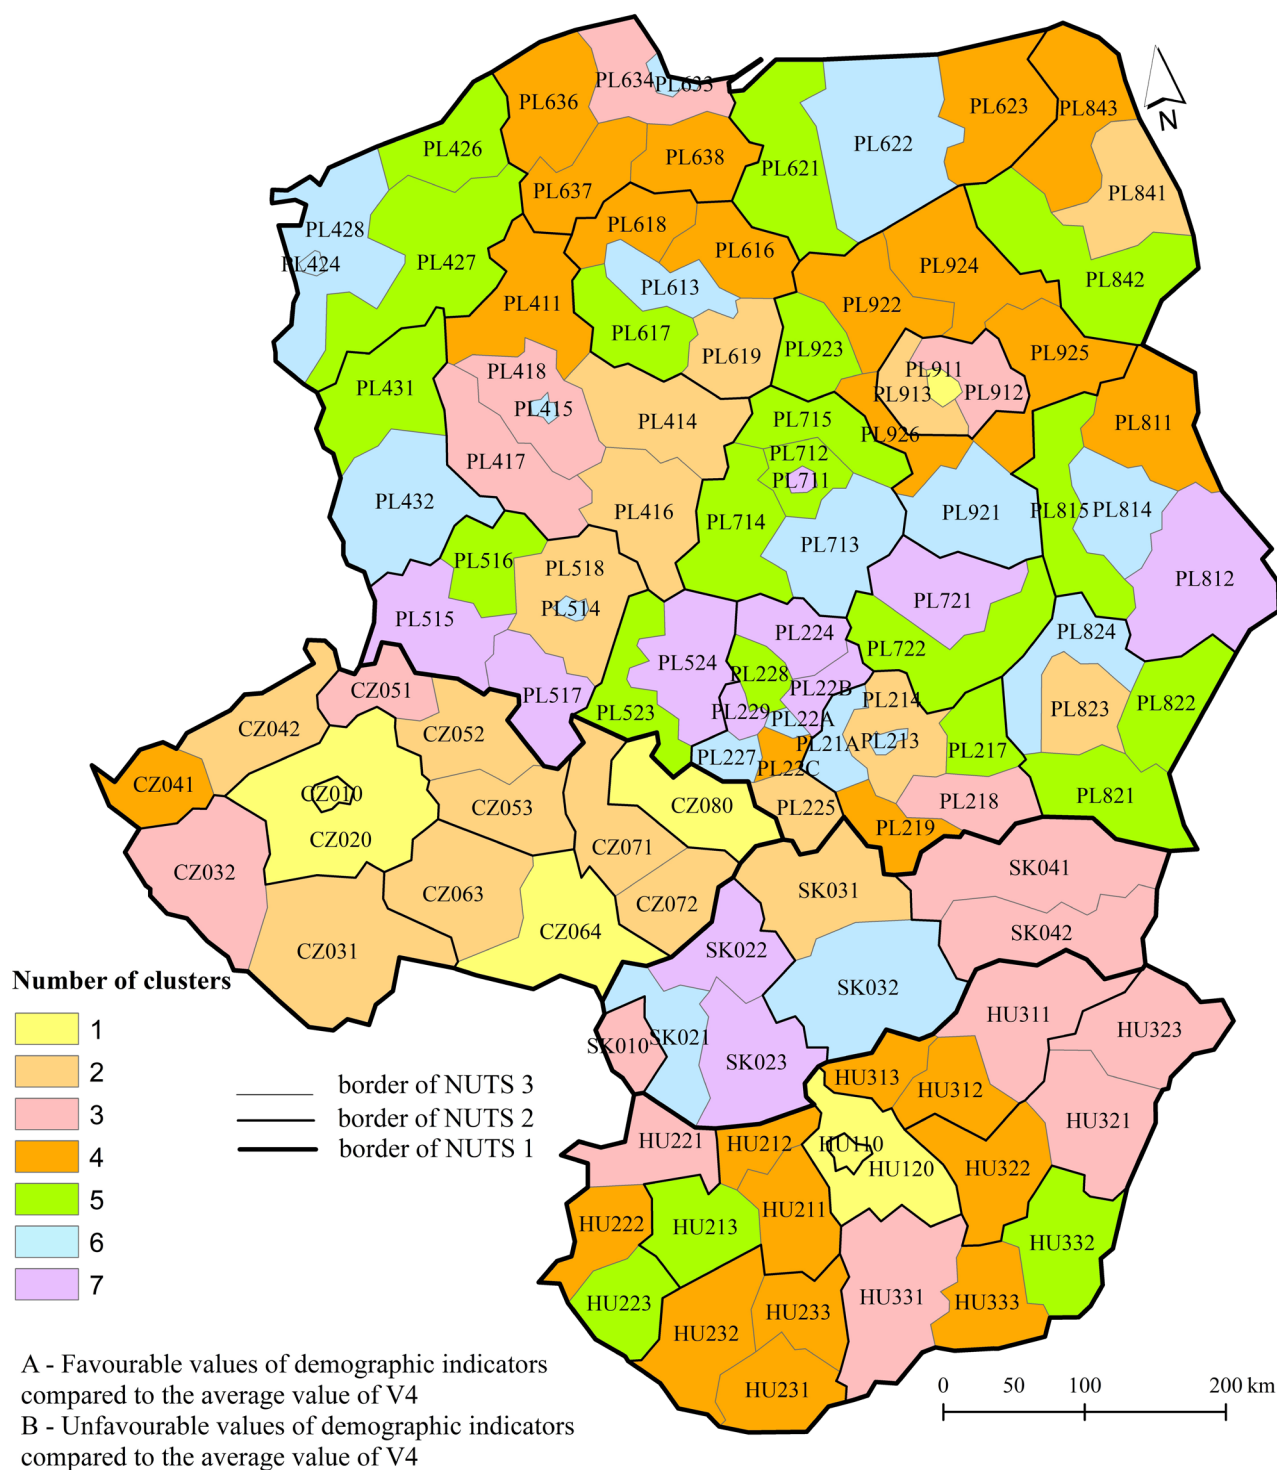 PL634
PL633
PL636
PL623
PL843
PL426
PL638
PL621
PL622
PL637
PL841
PL428
PL618
PL616
PL424
PL427
PL924
PL842
PL613
PL411
PL922
PL617
PL619
PL923
PL925
PL418
PL911
PL431
PL913
PL912
PL415
PL414
PL715
PL811
PL926
PL417
PL712
PL711
PL432
PL416
PL714
PL921
PL815
PL814
PL713
PL516
PL518
PL812
PL514
PL721
PL515
PL224
PL824
PL722
PL524
PL228
PL22B
CZ051
PL517
PL214
PL822
PL823
PL523
PL229
PL22A
CZ042
CZ052
PL21A
PL213
PL217
PL227
PL22C
CZ041
CZ010
PL821
CZ053
CZ080
PL225
PL218
PL219
CZ020
CZ071
CZ032
SK041
CZ063
SK031
CZ072
CZ064
SK042
CZ031
SK022
Number of clusters
SK032
1
HU311
HU323
SK021
SK010
SK023
2
HU313
HU312
border of NUTS 3
3
border of NUTS 2
HU321
HU221
HU212
HU110
border of NUTS 1
4
HU120
HU322
5
HU222
HU213
HU211
6
HU332
7
HU223
HU331
HU333
HU232
HU233
A - Favourable values of demographic indicators
compared to the average value of V4
HU231
0 50 100 200 km
B - Unfavourable values of demographic indicators
compared to the average value of V4
N